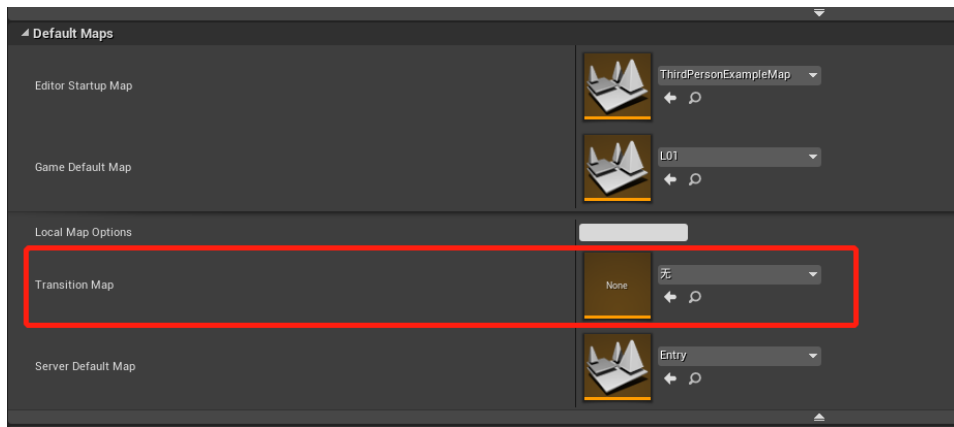 Default Maps
Editor Startup Map
ThirdPersonExampleMap
Game Default Map
L01
Local Map Options
Transition Map
None
无
Server Default Map
Entry